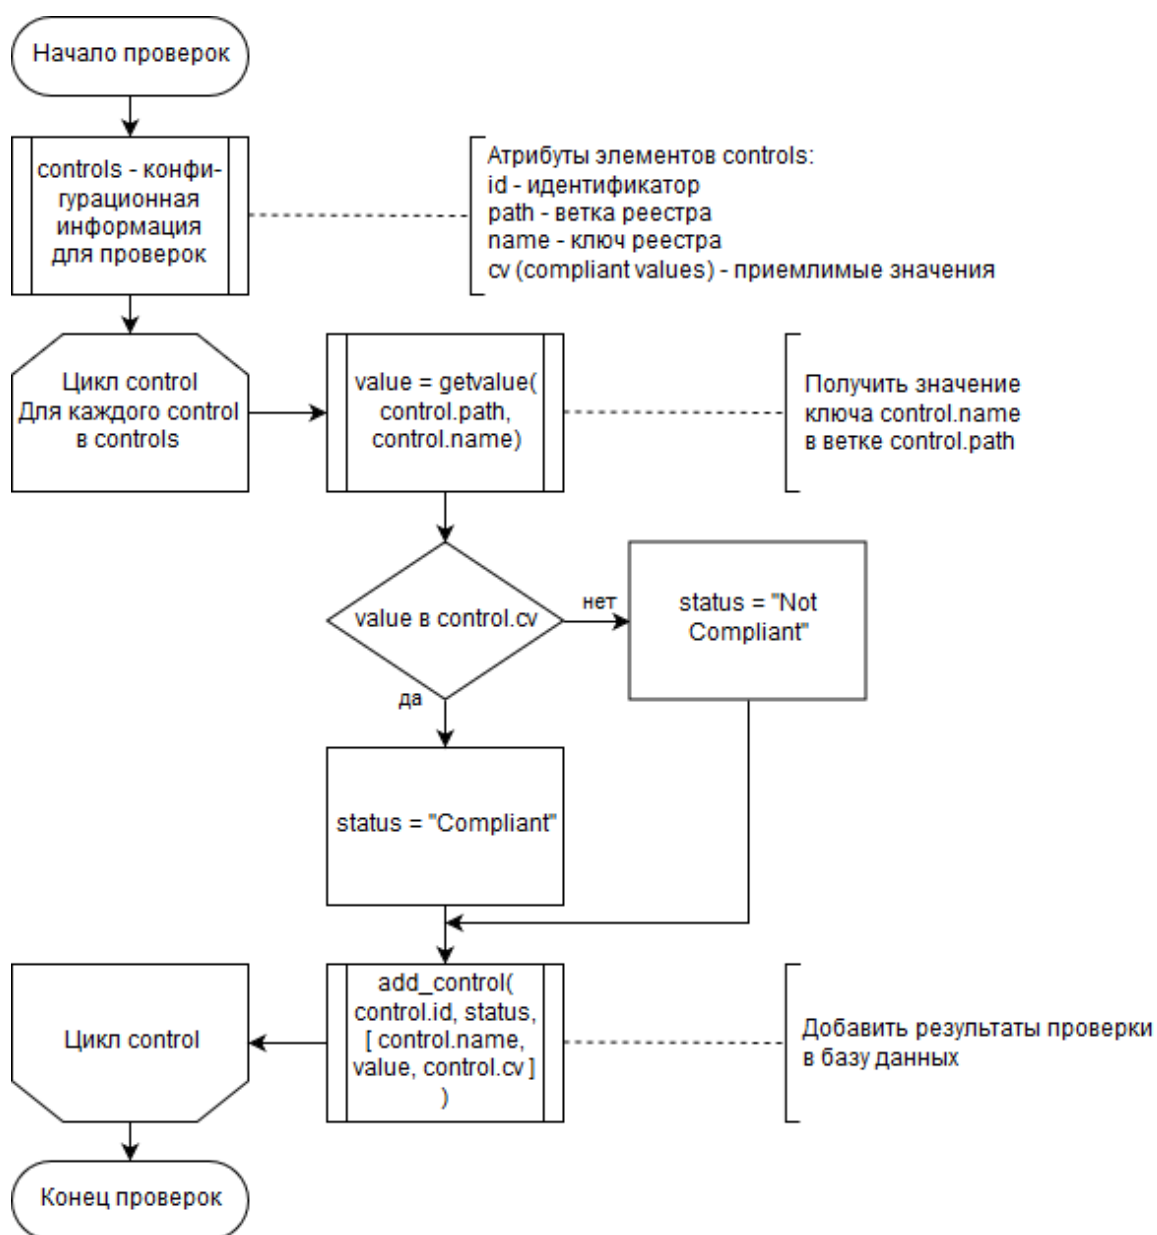 Начало проверок
controls - конфи-
гурационная
информация
для проверок
Атрибуты элементов controls:
id - идентификатор
path - ветка реестра
name - ключ реестра
cv (compliant values) - приемлимые значения
Цикл control
Для каждого control
в controls
value = getvalue(
control.path,
control.name)
Получить значение
ключа control.name
в ветке control.path
value в control.cv
нет
status = "Not
Compliant"
да
status = "Compliant"
add_control(
control.id, status,
[ control.name,
value, control.cv ]
)
Добавить результаты проверки
в базу данных
Цикл control
Конец проверок